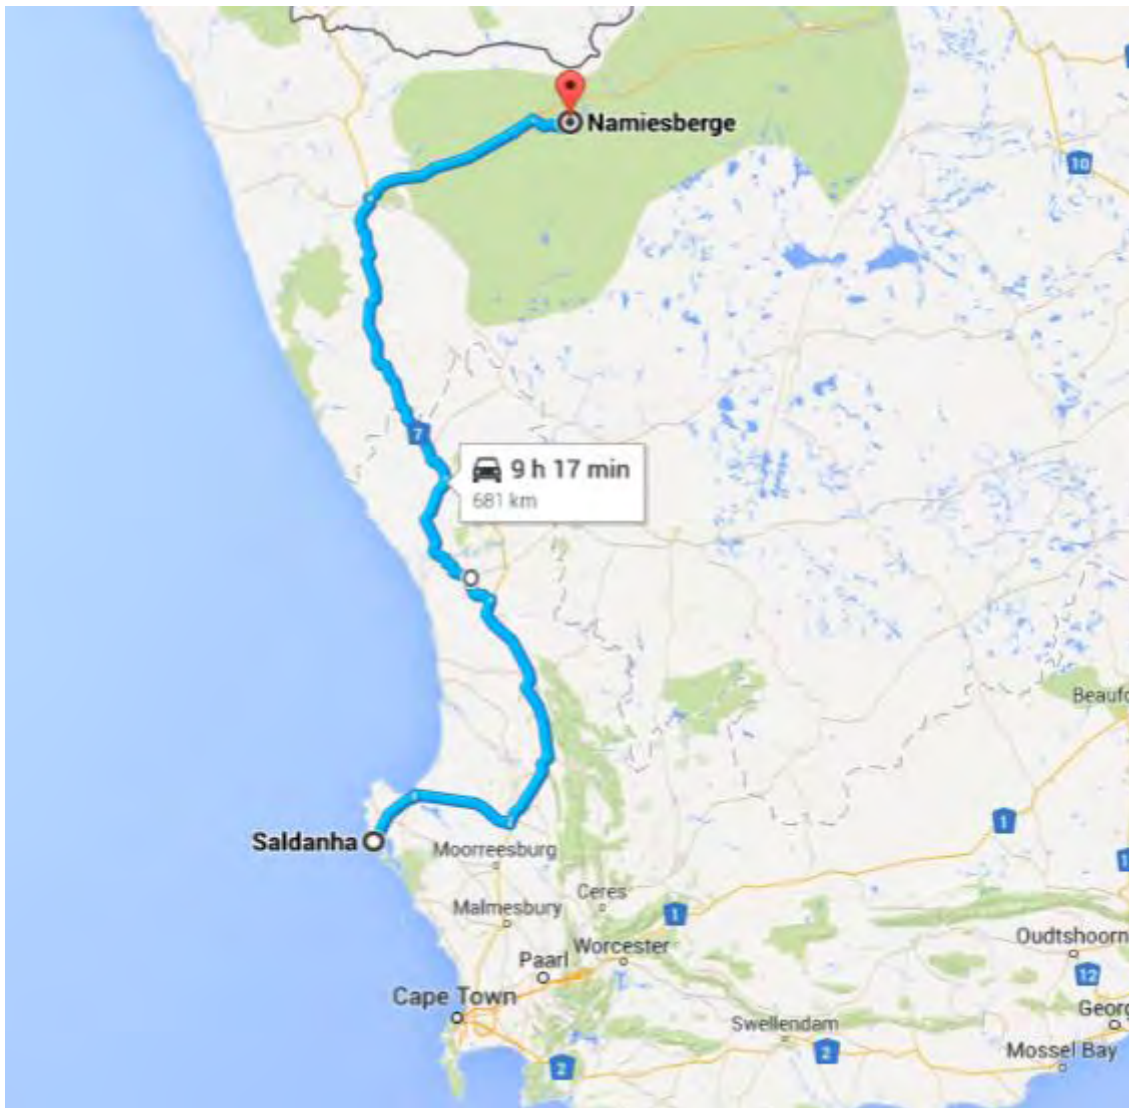 Namiesberge
10
7
9 h 17 min
681 km
Beaufo
1
Saldanha
Moorreesburg
Ceres
1
Malmesbury
Worcester
Oudtshoorn
Paarl
12
Cape Town
Georg
Swellendam
2
Mossel Bay
2